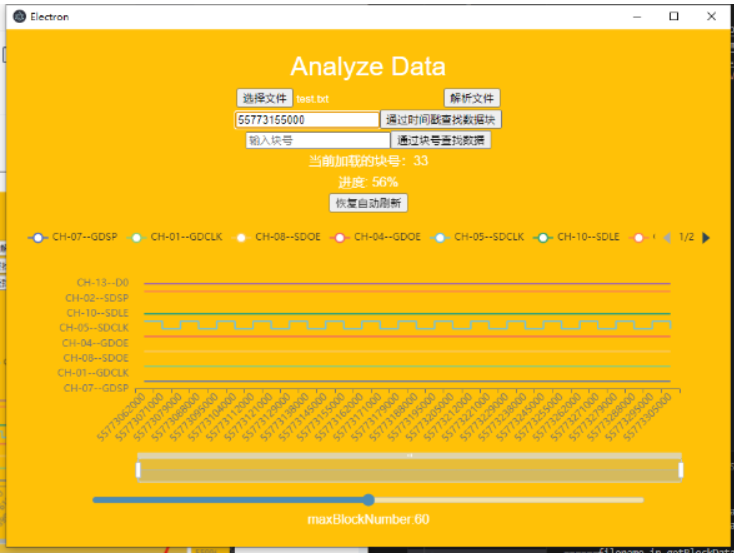 Electron
Analyze Data
选择文件 test.txt 解析文件
55773155000 通过时间戳查找数据块
输入块号 通过块号查找数据
当前加载的块号：33
进度: 56%
恢复自动刷新
CH-07--GDSP CH-01--GDCLK CH-08--SDOE CH-04--GDOE CH-05--SDCLK CH-10--SDLE 1/2
CH-13--D0
CH-02--SDSP
CH-10--SDLE
CH-05--SDCLK
CH-04--GDOE
CH-08--SDOE
CH-01--GDCLK
CH-07--GDSP
55773062000 55773071000 55773079000 55773088000 55773095000 55773104000 55773112000 55773121000 55773129000 55773138000 55773145000 55773155000 55773162000 55773171000 55773179000 55773188000 55773195000 55773205000 55773212000 55773221000 55773229000 55773238000 55773245000 55773255000 55773262000 55773271000 55773279000 55773288000 55773295000 55773305000
maxBlockNumber:60